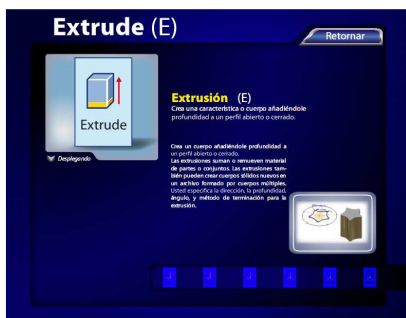 Extrude (E)
Retornar
Extrude
Extrusión (E)
Crea una característica o cuerpo añadiéndole
profundidad a un perfil abierto o cerrado.
Desplegando
Crea un cuerpo añadiéndole profundidad a
un perfil abierto o cerrado.
Las extrusiones suman o remueven material
de partes o conjuntos. Las extrusiones tam-
bién pueden crear cuerpos sólidos nuevos en
un archivo formado por cuerpos múltiples.
Usted especifica la dirección, la profundidad,
ángulo, y método de terminación para la
extrusión.